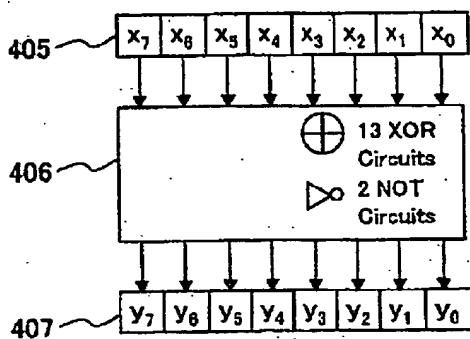 405 x₇ x₆ x₅ x₄ x₃ x₂ x₁ x₀
13 XOR
Circuits
406
2 NOT
Circuits
407 y₇ y₆ y₅ y₄ y₃ y₂ y₁ y₀